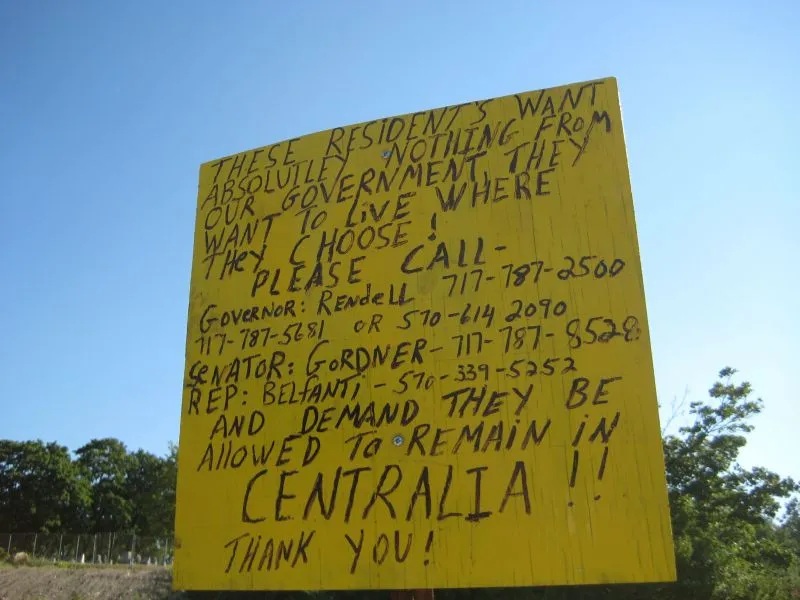 THESE RESIDENT'S WANT
ABSOLUTLEY NOTHING FROM
OUR GOVERNMENT, THEY
WANT TO LIVE WHERE
THEY CHOOSE!
PLEASE CALL-
GOVERNOR: RENDELL 717-787-2500
717-787-5681 OR 570-614 2090
SENATOR: GORDNER-717-787-8528
REP: BELFANTI-570-339-5252
AND DEMAND THEY BE
ALLOWED TO REMAIN IN
CENTRALIA!!
THANK YOU!